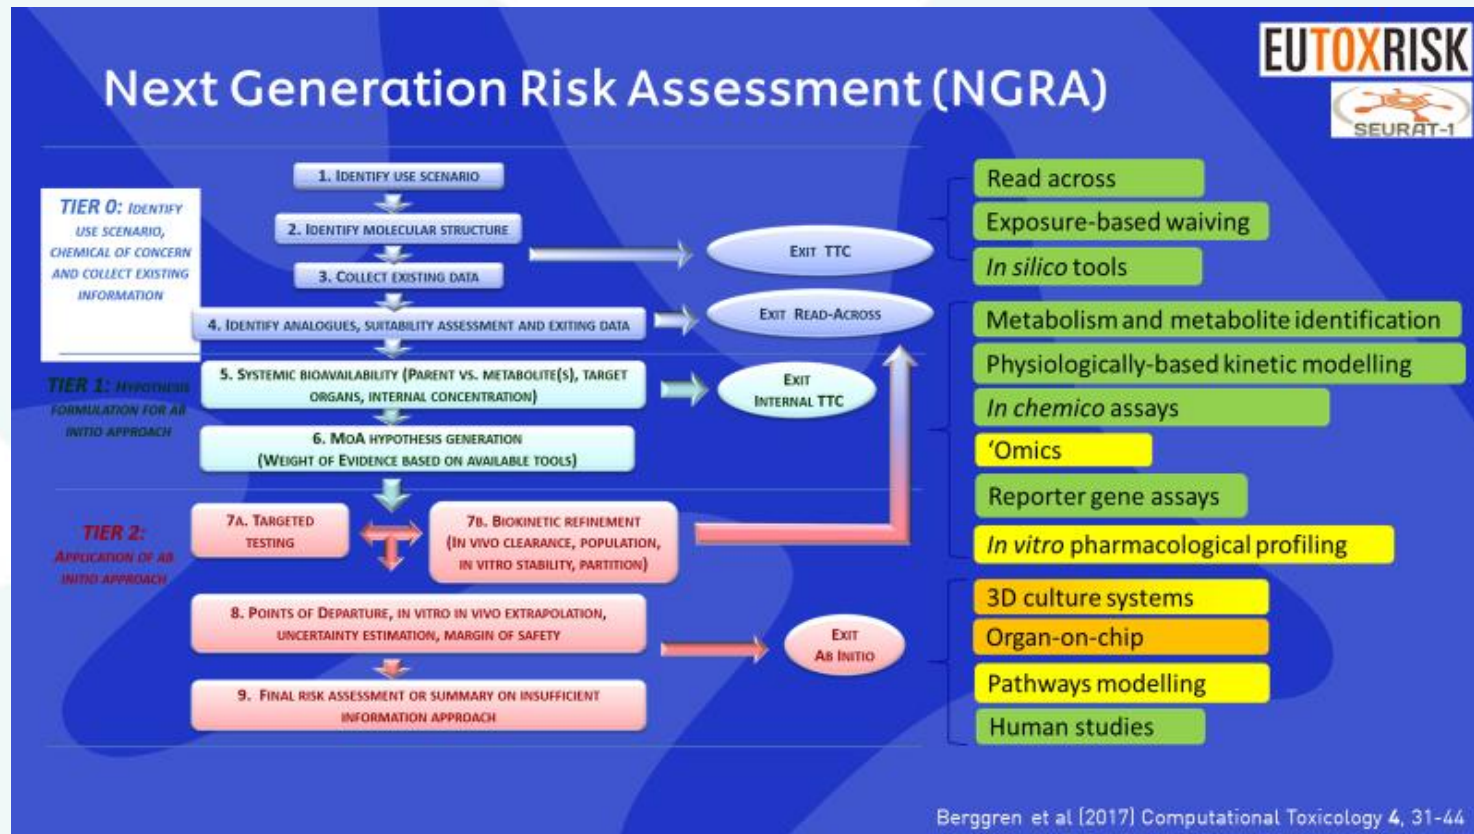 EUTOXRISK
SEURAT-1
Next Generation Risk Assessment (NGRA)
TIER 0: IDENTIFY
USE SCENARIO,
CHEMICAL OF CONCERN
AND COLLECT EXISTING
INFORMATION
1. IDENTIFY USE SCENARIO
2. IDENTIFY MOLECULAR STRUCTURE
3. COLLECT EXISTING DATA
4. IDENTIFY ANALOGUES, SUITABILITY ASSESSMENT AND EXITING DATA
EXIT TTC
EXIT READ-ACROSS
TIER 1: HYPOTHESIS
FORMULATION FOR AB
INITIO APPROACH
5. SYSTEMIC BIOAVAILABILITY (PARENT VS. METABOLITE(S), TARGET
ORGANS, INTERNAL CONCENTRATION)
6. MOA HYPOTHESIS GENERATION
(WEIGHT OF EVIDENCE BASED ON AVAILABLE TOOLS)
EXIT
INTERNAL TTC
TIER 2:
APPLICATION OF AB
INITIO APPROACH
7A. TARGETED
TESTING
7B. BIOKINETIC REFINEMENT
(IN VIVO CLEARANCE, POPULATION,
IN VITRO STABILITY, PARTITION)
8. POINTS OF DEPARTURE, IN VITRO IN VIVO EXTRAPOLATION,
UNCERTAINTY ESTIMATION, MARGIN OF SAFETY
9. FINAL RISK ASSESSMENT OR SUMMARY ON INSUFFICIENT
INFORMATION APPROACH
EXIT
AB INITIO
Read across
Exposure-based waiving
In silico tools
Metabolism and metabolite identification
Physiologically-based kinetic modelling
In chemico assays
‘Omics
Reporter gene assays
In vitro pharmacological profiling
3D culture systems
Organ-on-chip
Pathways modelling
Human studies
Berggren et al (2017) Computational Toxicology 4, 31-44